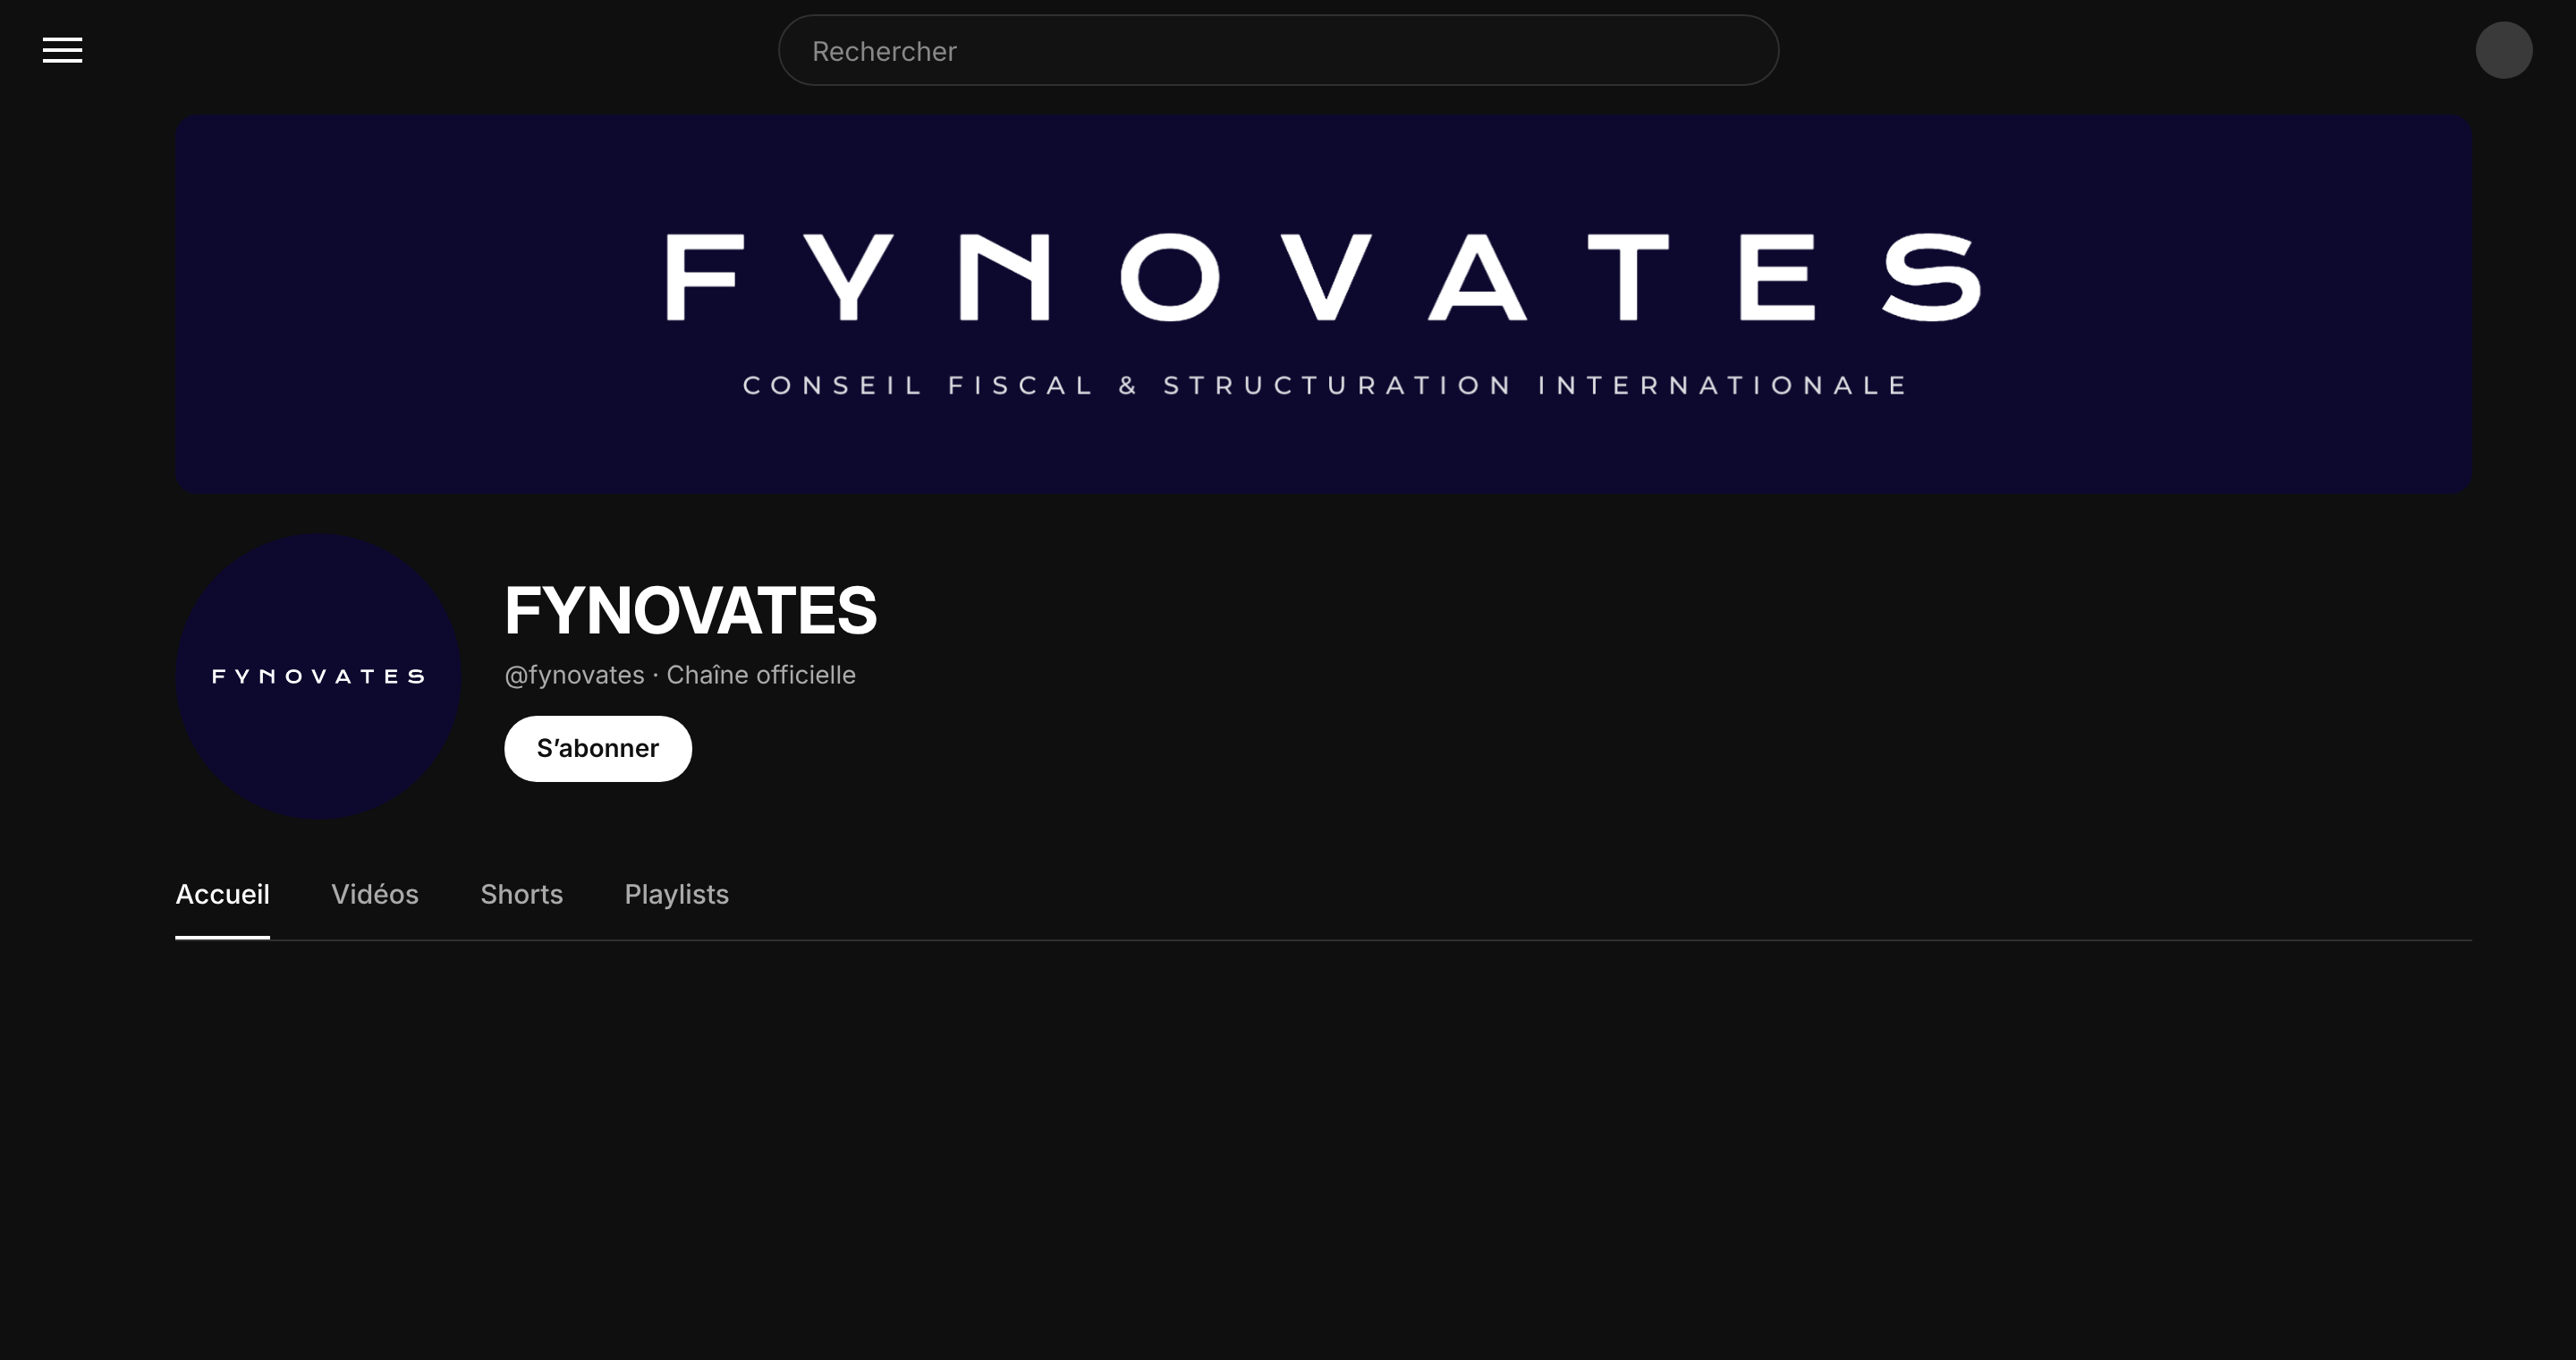 Rechercher
FYNOVATES
CONSEIL FISCAL & STRUCTURATION INTERNATIONALE
FYNOVATES
FYNOVATES
@fynovates · Chaîne officielle
S’abonner
Accueil Vidéos Shorts Playlists